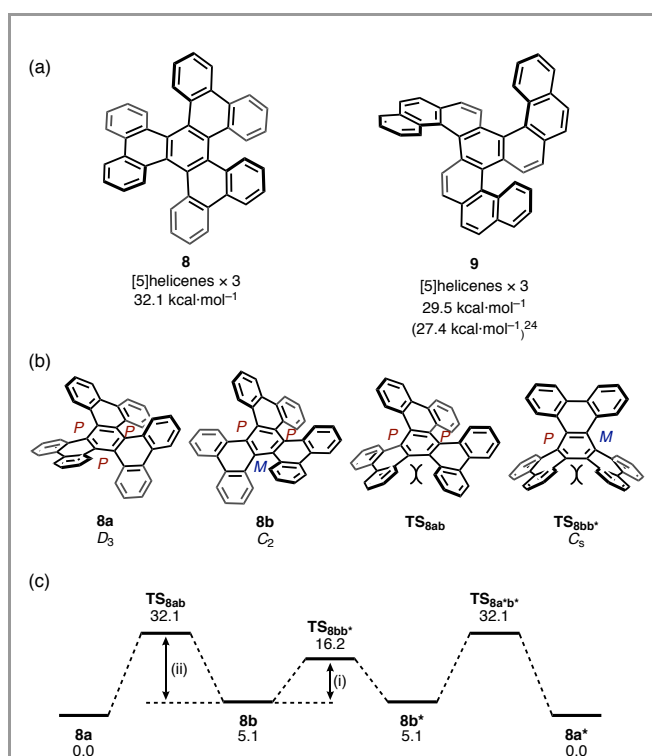 (a)
8
[5]helicenes × 3
32.1 kcal·mol⁻¹
9
[5]helicenes × 3
29.5 kcal·mol⁻¹
(27.4 kcal·mol⁻¹)²⁴
(b)
P P P
8a
D₃
P P M
8b
C₂
P P
TS₈ₐb
P M
TS₈bb*
Cₛ
(c)
TS₈ₐb
32.1
TS₈bb*
16.2
TS₈ₐ*b*
32.1
(ii)
(i)
8a
0.0
8b
5.1
8b*
5.1
8a*
0.0